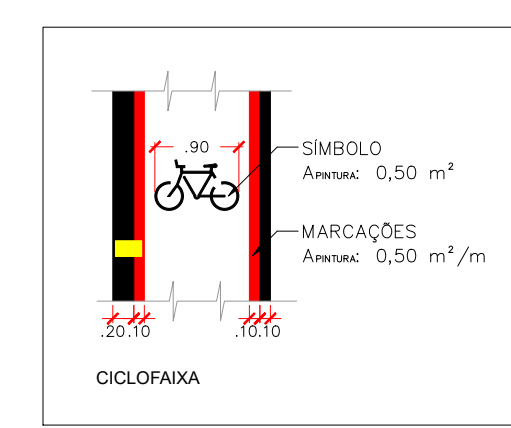 .90
SÍMBOLO
APINTURA: 0,50 m²
MARCAÇÕES
APINTURA: 0,50 m²/m
.20 .10 .10 .10
CICLOFAIXA